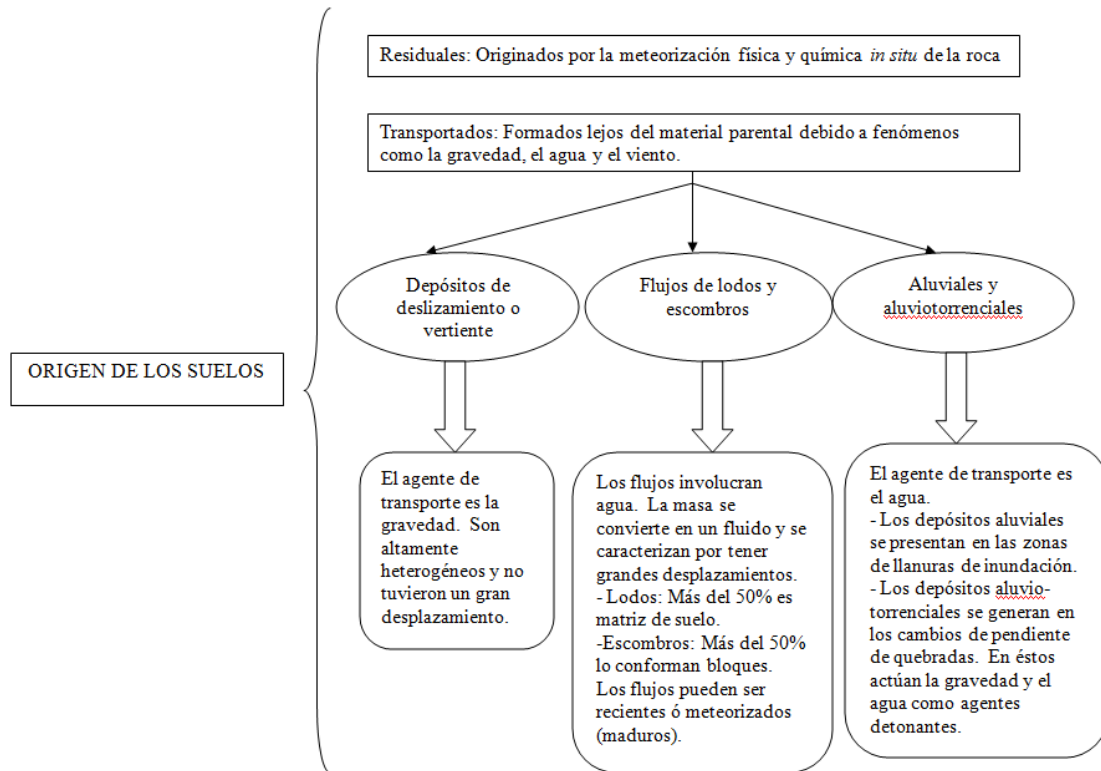 ORIGEN DE LOS SUELOS
Residuales: Originados por la meteorización física y química in situ de la roca
Transportados: Formados lejos del material parental debido a fenómenos
como la gravedad, el agua y el viento.
Depósitos de
deslizamiento o
vertiente
Flujos de lodos y
escombros
Aluviales y
aluviotorrenciales
El agente de
transporte es la
gravedad. Son
altamente
heterogéneos y no
tuvieron un gran
desplazamiento.
Los flujos involucran
agua. La masa se
convierte en un fluido y se
caracterizan por tener
grandes desplazamientos.
- Lodos: Más del 50% es
matriz de suelo.
-Escombros: Más del 50%
lo conforman bloques.
Los flujos pueden ser
recientes ó meteorizados
(maduros).
El agente de transporte es
el agua.
- Los depósitos aluviales
se presentan en las zonas
de llanuras de inundación.
- Los depósitos aluvio-
torrenciales se generan en
los cambios de pendiente
de quebradas. En éstos
actúan la gravedad y el
agua como agentes
detonantes.